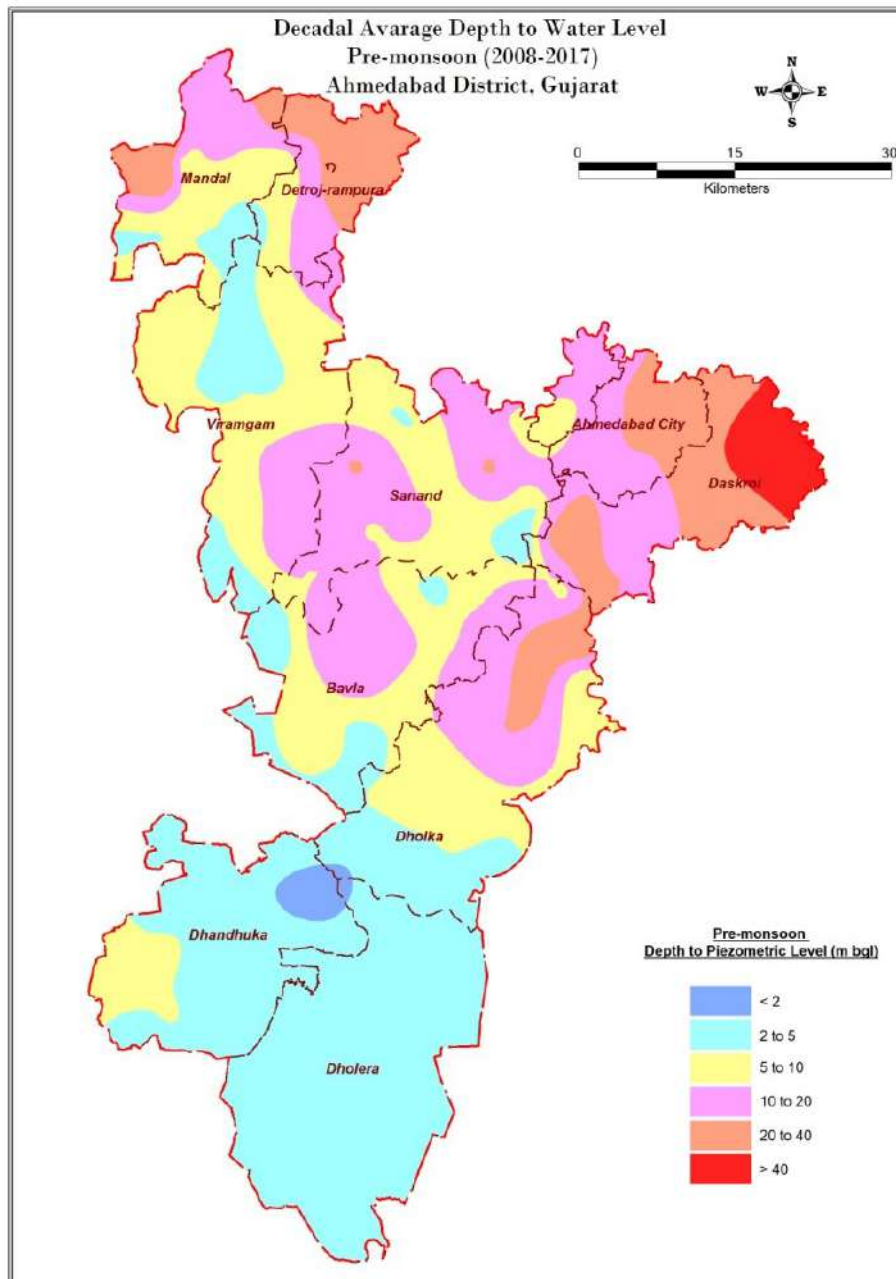 Decadal Avarage Depth to Water Level
Pre-monsoon (2008-2017)
Ahmedabad District, Gujarat
N
W E
S
0 15 30
Kilometers
Mandal
Detroj-rampura
Viramgam
Ahmedabad City
Daskroi
Sanand
Bavla
Dholka
Dhandhuka
Dholera
Pre-monsoon
Depth to Piezometric Level (m bgl)
< 2
2 to 5
5 to 10
10 to 20
20 to 40
> 40